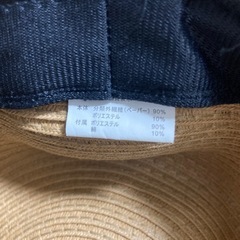 本体 分類外繊維(ペーパー) 90%
ポリエステル 10%
付属 ポリエステル 90%
綿 10%